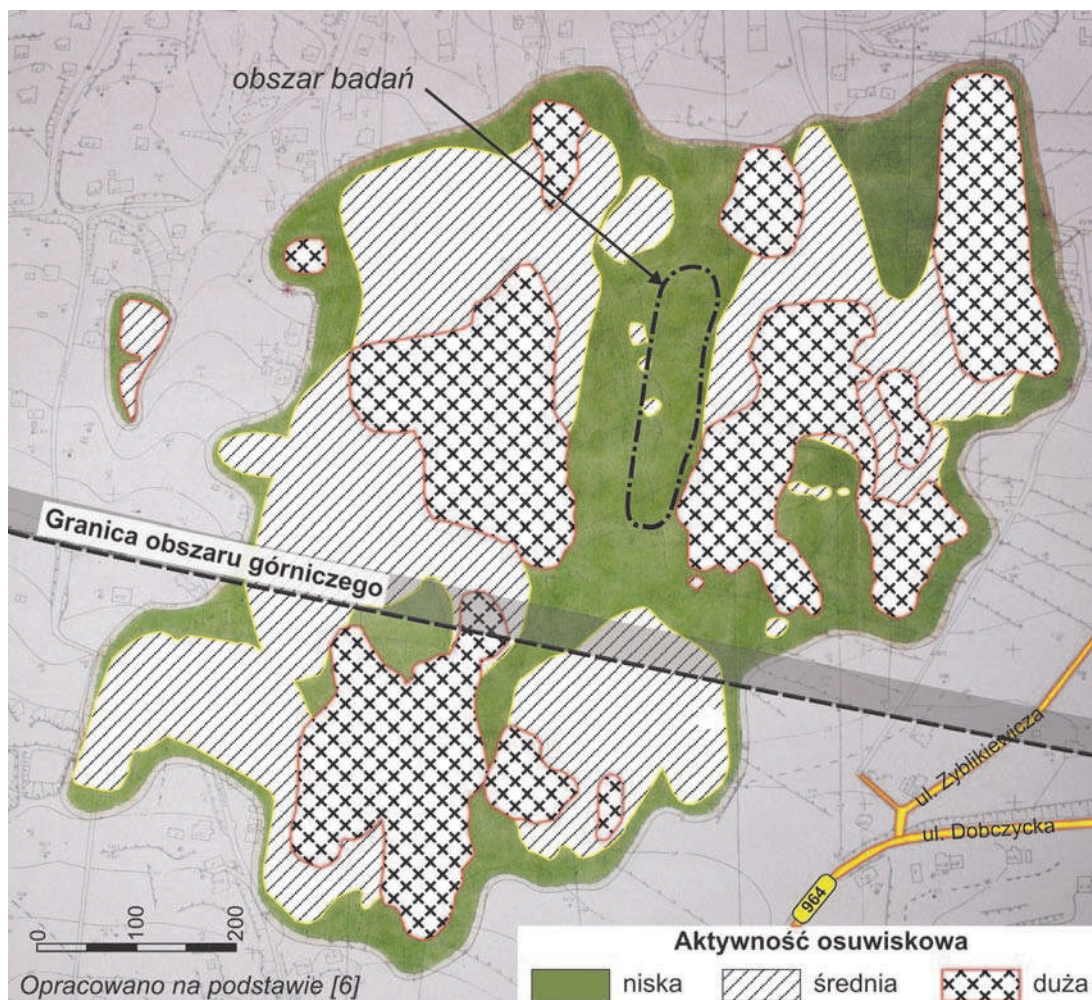 obszar badań
Granica obszaru górniczego
ul. Zyblikiewicza
ul. Dobczycka
964
0 100 200
Opracowano na podstawie [6]
Aktywność osuwiskowa
niska średnia duża